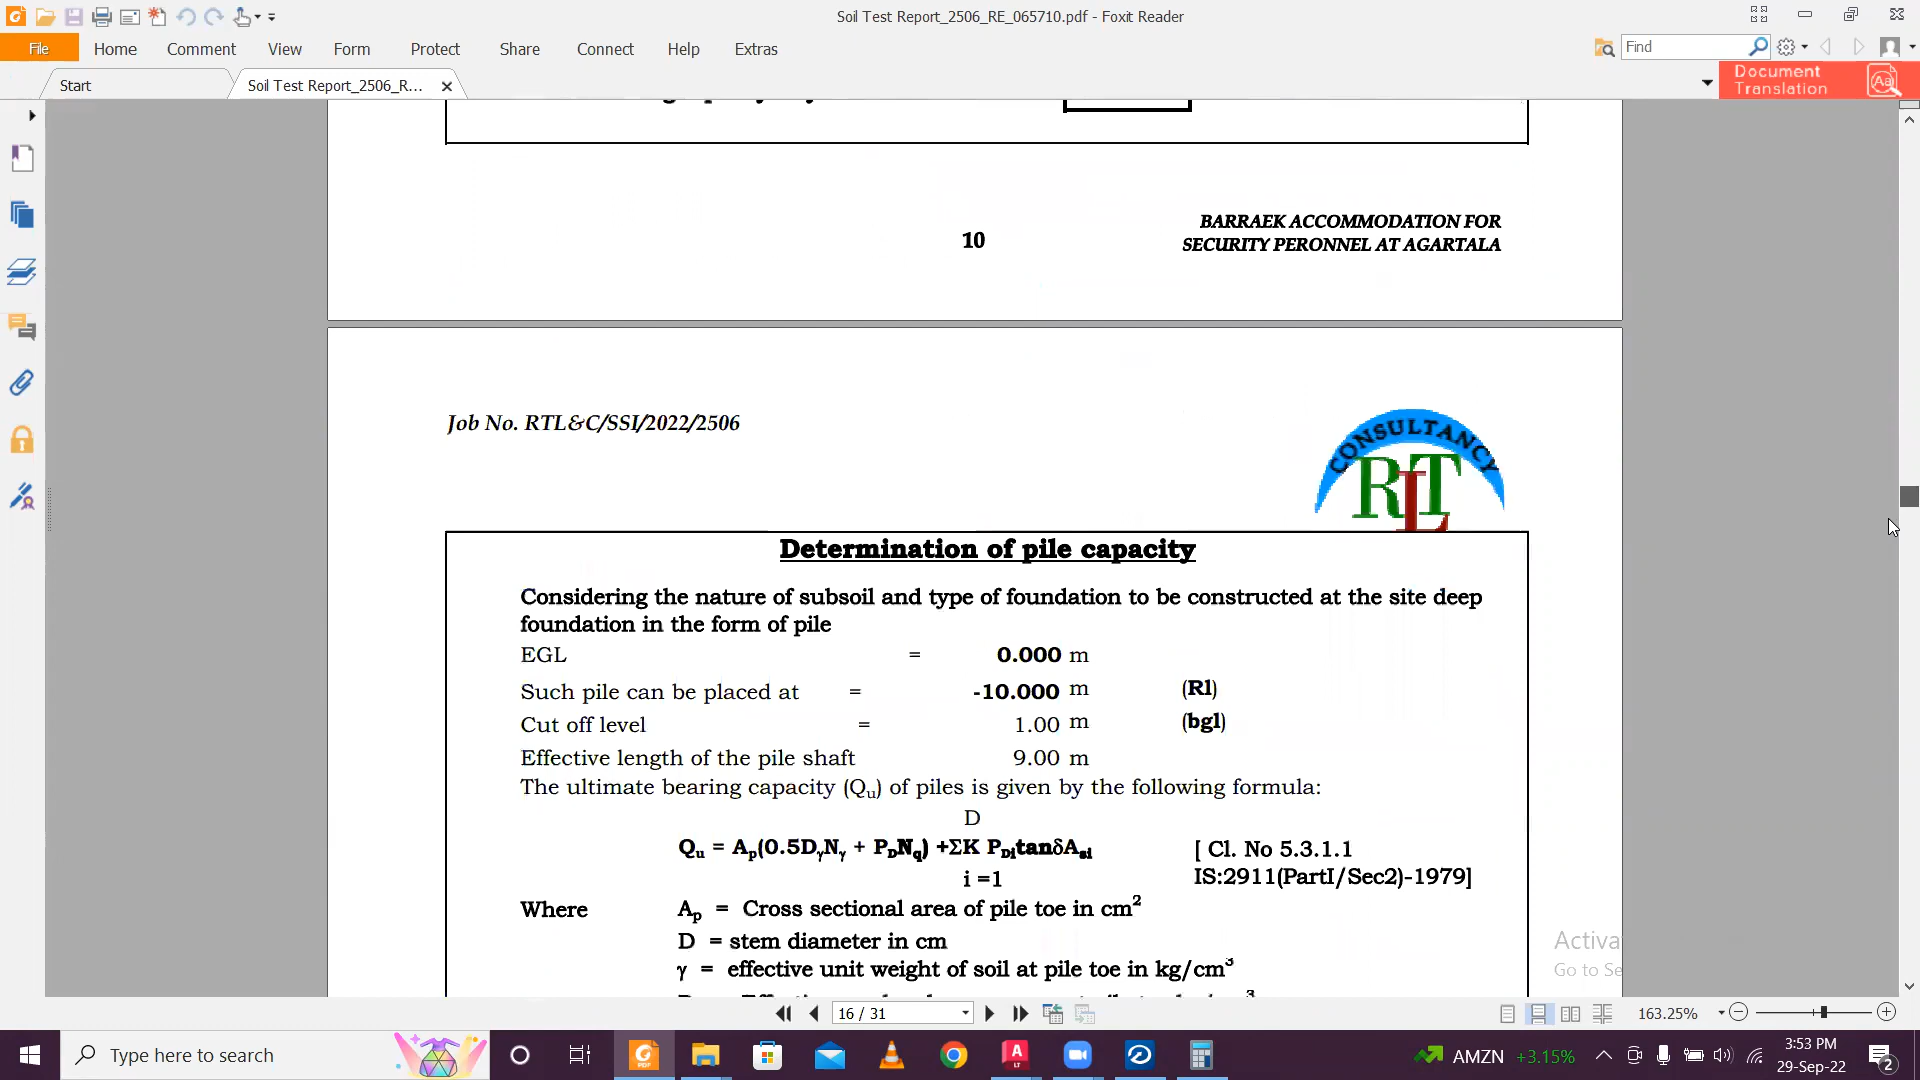 Soil Test Report_2506_RE_065710.pdf - Foxit Reader
File Home Comment View Form Protect Share Connect Help Extras
Find
Start
Soil Test Report_2506_R...
Document
Translation
BARRAEK ACCOMMODATION FOR
10
SECURITY PERONNEL AT AGARTALA
Job No. RTL&C/SSI/2022/2506
CONSULTANCY
RLT
Determination of pile capacity
Considering the nature of subsoil and type of foundation to be constructed at the site deep
foundation in the form of pile
EGL = 0.000 m
Such pile can be placed at = -10.000 m (Rl)
Cut off level = 1.00 m (bgl)
Effective length of the pile shaft 9.00 m
The ultimate bearing capacity (Qu) of piles is given by the following formula:
D
Qu = Ap(0.5DγNγ + PDNq) +ΣK PDitanδAsi [ Cl. No 5.3.1.1
i =1 IS:2911(PartI/Sec2)-1979]
Where Ap = Cross sectional area of pile toe in cm2
D = stem diameter in cm
γ = effective unit weight of soil at pile toe in kg/cm3
Activa
Go to Se
16 / 31
163.25%
Type here to search
AMZN +3.15%
3:53 PM
29-Sep-22
2